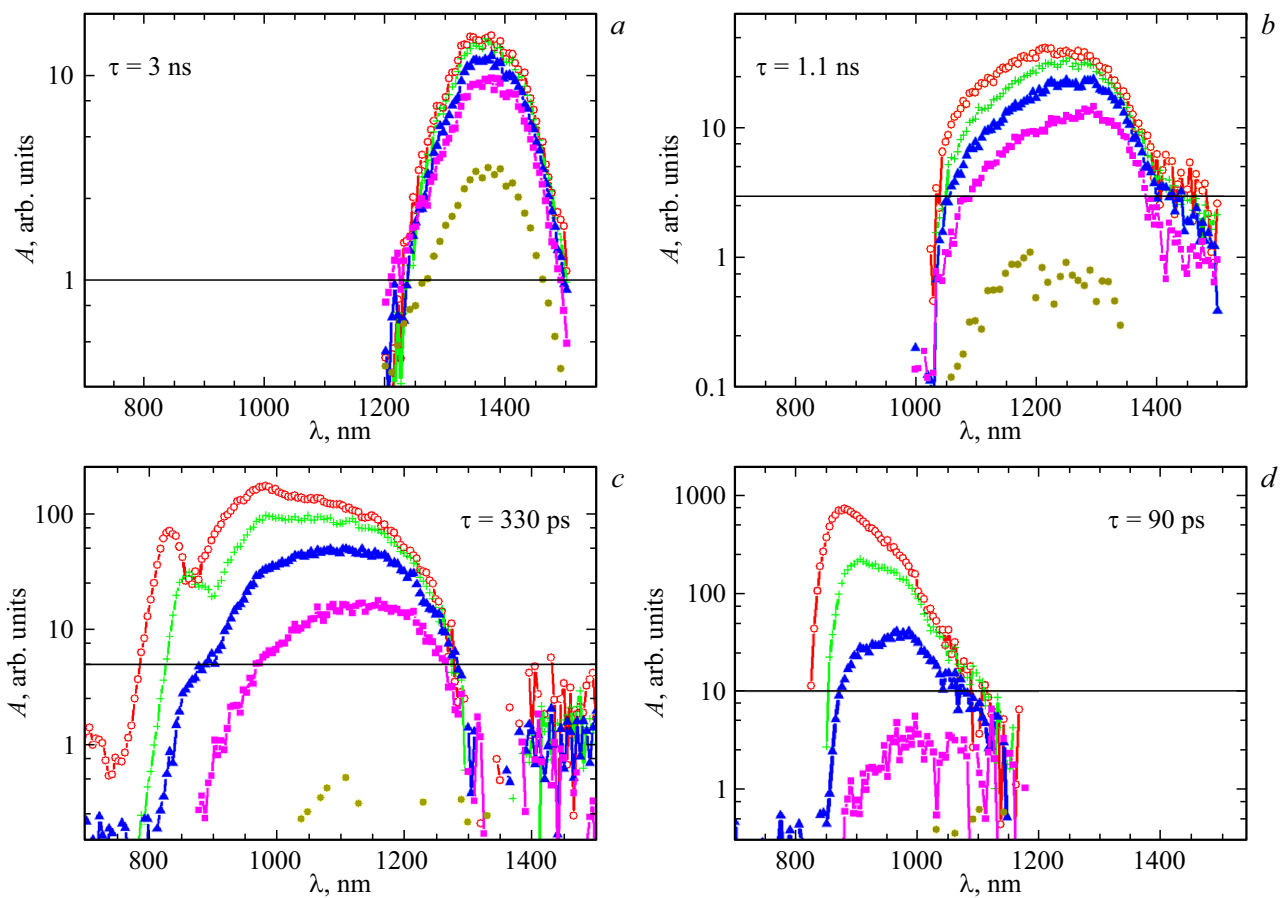 a
τ = 3 ns
10
1
A, arb. units
800 1000 1200 1400
λ, nm
b
τ = 1.1 ns
10
1
0.1
A, arb. units
800 1000 1200 1400
λ, nm
c
τ = 330 ps
100
10
1
A, arb. units
800 1000 1200 1400
λ, nm
d
τ = 90 ps
1000
100
10
1
A, arb. units
800 1000 1200 1400
λ, nm